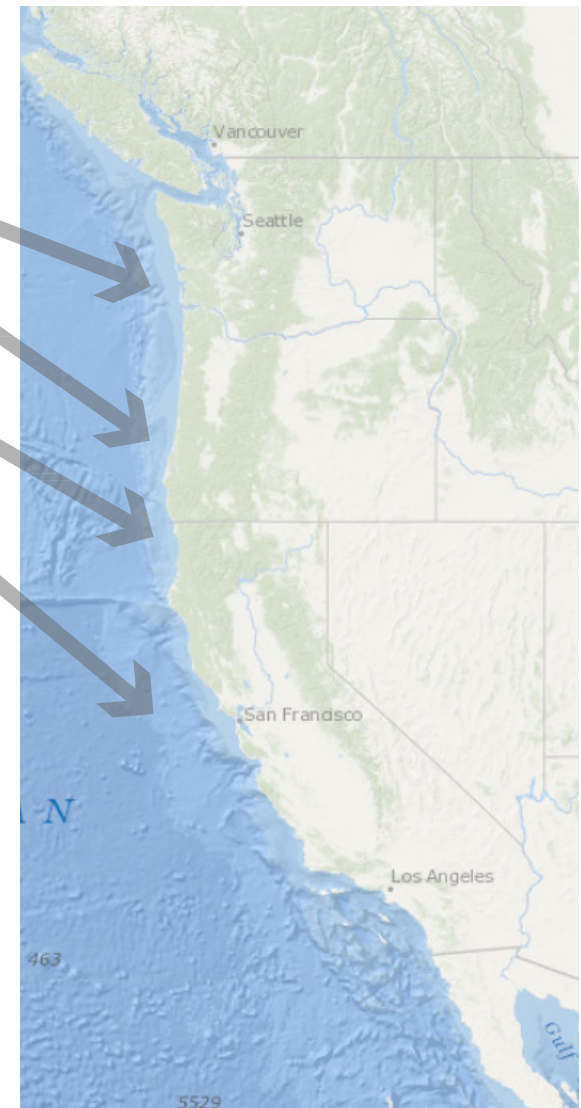 Vancouver
Seattle
San Francisco
A N
Los Angeles
463
Gulf
5529